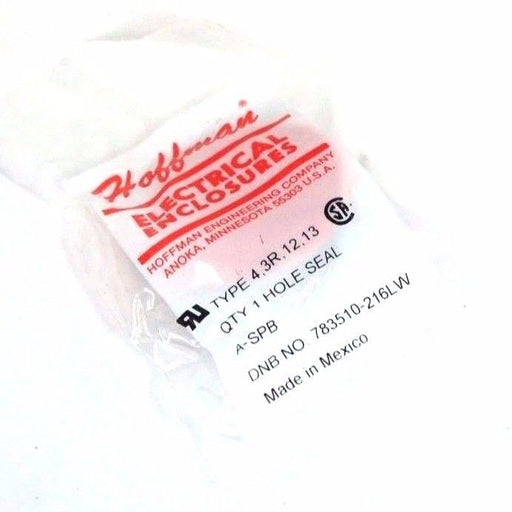 Hoffman®
ELECTRICAL
ENCLOSURES
HOFFMAN ENGINEERING COMPANY
ANOKA, MINNESOTA 55303 U.S.A.
TYPE 4,3R,12,13
QTY 1 HOLE SEAL
A-SPB
DNB NO. 783510-216LW
Made in Mexico